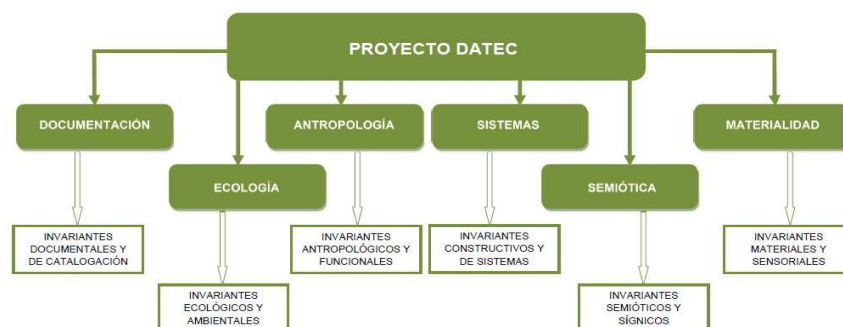 PROYECTO DATEC
DOCUMENTACIÓN
ANTROPOLOGÍA
SISTEMAS
MATERIALIDAD
ECOLOGÍA
SEMIÓTICA
INVARIANTES
DOCUMENTALES Y
DE CATALOGACIÓN
INVARIANTES
ANTROPOLÓGICOS Y
FUNCIONALES
INVARIANTES
CONSTRUCTIVOS Y
DE SISTEMAS
INVARIANTES
MATERIALES Y
SENSORIALES
INVARIANTES
ECOLÓGICOS Y
AMBIENTALES
INVARIANTES
SEMIÓTICOS Y
SÍGNICOS